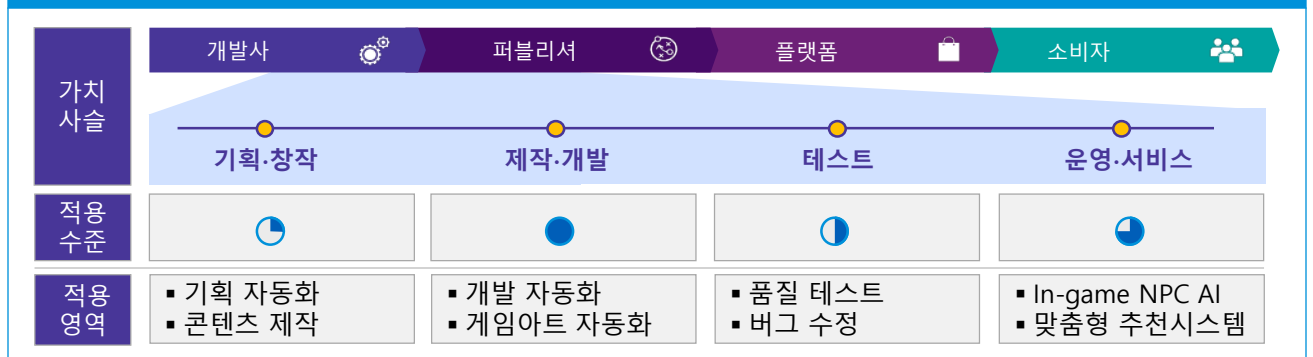 가치
사슬
개발사
퍼블리셔
플랫폼
소비자
기획·창작
제작·개발
테스트
운영·서비스
적용
수준
적용
영역
▪ 기획 자동화
▪ 콘텐츠 제작
▪ 개발 자동화
▪ 게임아트 자동화
▪ 품질 테스트
▪ 버그 수정
▪ In-game NPC AI
▪ 맞춤형 추천시스템